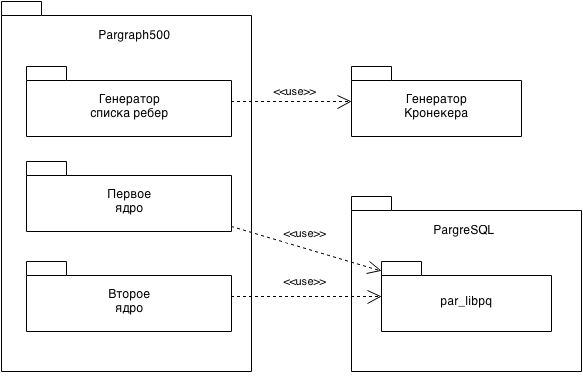 Pargraph500
Генератор
списка ребер
<<use>>
Генератор
Кронекера
Первое
ядро
<<use>>
PargreSQL
Второе
ядро
<<use>>
par_libpq